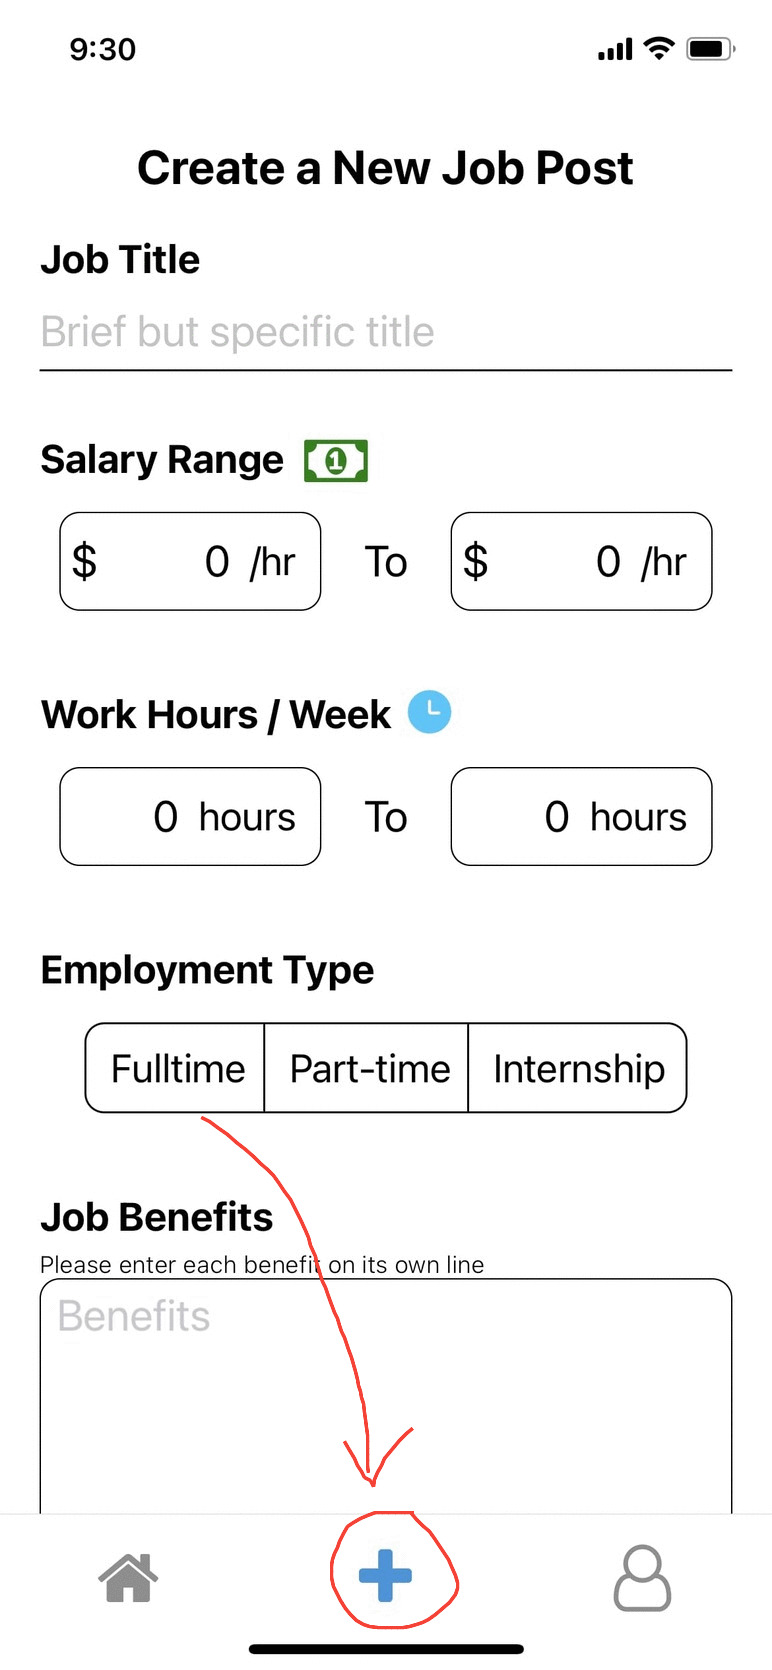 9:30
Create a New Job Post
Job Title
Brief but specific title
Salary Range 1
$ 0 /hr To $ 0 /hr
Work Hours / Week
0 hours To 0 hours
Employment Type
Fulltime Part-time Internship
Job Benefits
Please enter each benefit on its own line
Benefits